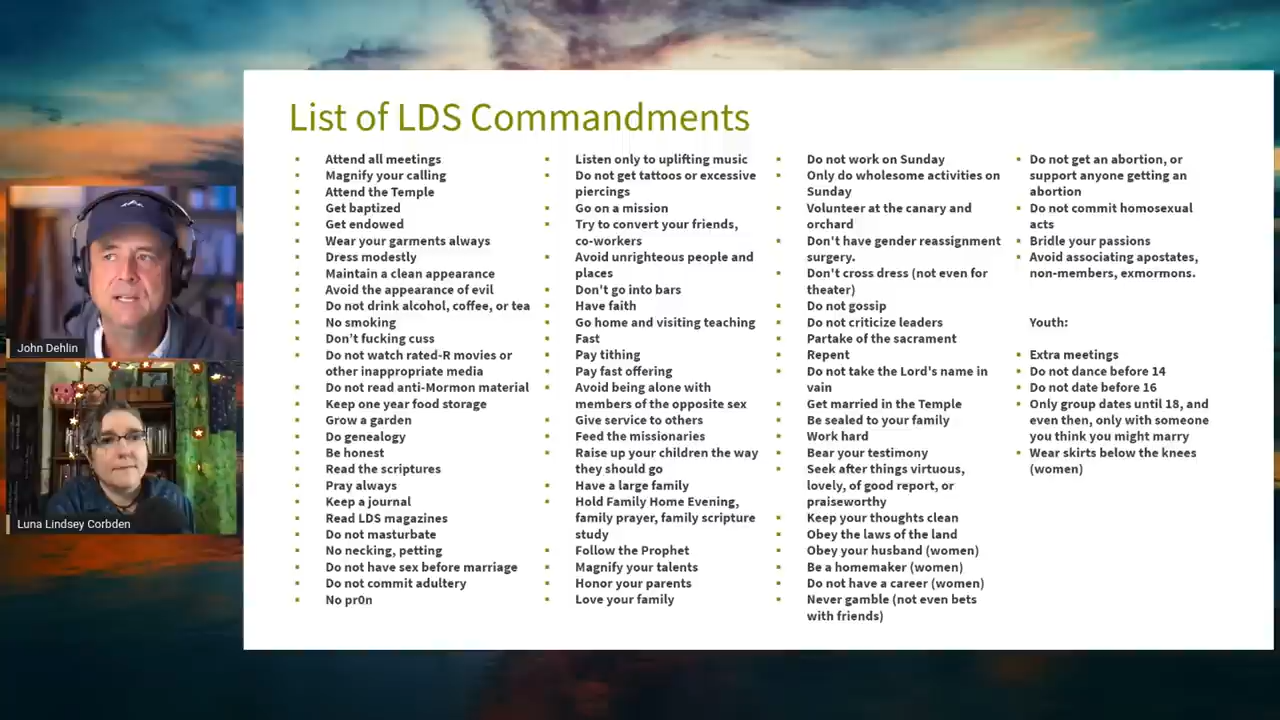 List of LDS Commandments
Attend all meetings
Magnify your calling
Attend the Temple
Get baptized
Get endowed
Wear your garments always
Dress modestly
Maintain a clean appearance
Avoid the appearance of evil
Do not drink alcohol, coffee, or tea
No smoking
Don't fucking cuss
Do not watch rated-R movies or
other inappropriate media
Do not read anti-Mormon material
Keep one year food storage
Grow a garden
Do genealogy
Be honest
Read the scriptures
Pray always
Keep a journal
Read LDS magazines
Do not masturbate
No necking, petting
Do not have sex before marriage
Do not commit adultery
No pr0n
Listen only to uplifting music
Do not get tattoos or excessive
piercings
Go on a mission
Try to convert your friends,
co-workers
Avoid unrighteous people and
places
Don't go into bars
Have faith
Go home and visiting teaching
Fast
Pay tithing
Pay fast offering
Avoid being alone with
members of the opposite sex
Give service to others
Feed the missionaries
Raise up your children the way
they should go
Have a large family
Hold Family Home Evening,
family prayer, family scripture
study
Follow the Prophet
Magnify your talents
Honor your parents
Love your family
Do not work on Sunday
Only do wholesome activities on
Sunday
Volunteer at the canary and
orchard
Don't have gender reassignment
surgery.
Don't cross dress (not even for
theater)
Do not gossip
Do not criticize leaders
Partake of the sacrament
Repent
Do not take the Lord's name in
vain
Get married in the Temple
Be sealed to your family
Work hard
Bear your testimony
Seek after things virtuous,
lovely, of good report, or
praiseworthy
Keep your thoughts clean
Obey the laws of the land
Obey your husband (women)
Be a homemaker (women)
Do not have a career (women)
Never gamble (not even bets
with friends)
Do not get an abortion, or
support anyone getting an
abortion
Do not commit homosexual
acts
Bridle your passions
Avoid associating apostates,
non-members, exmormons.
Youth:
Extra meetings
Do not dance before 14
Do not date before 16
Only group dates until 18, and
even then, only with someone
you think you might marry
Wear skirts below the knees
(women)
John Dehlin
Luna Lindsey Corbden